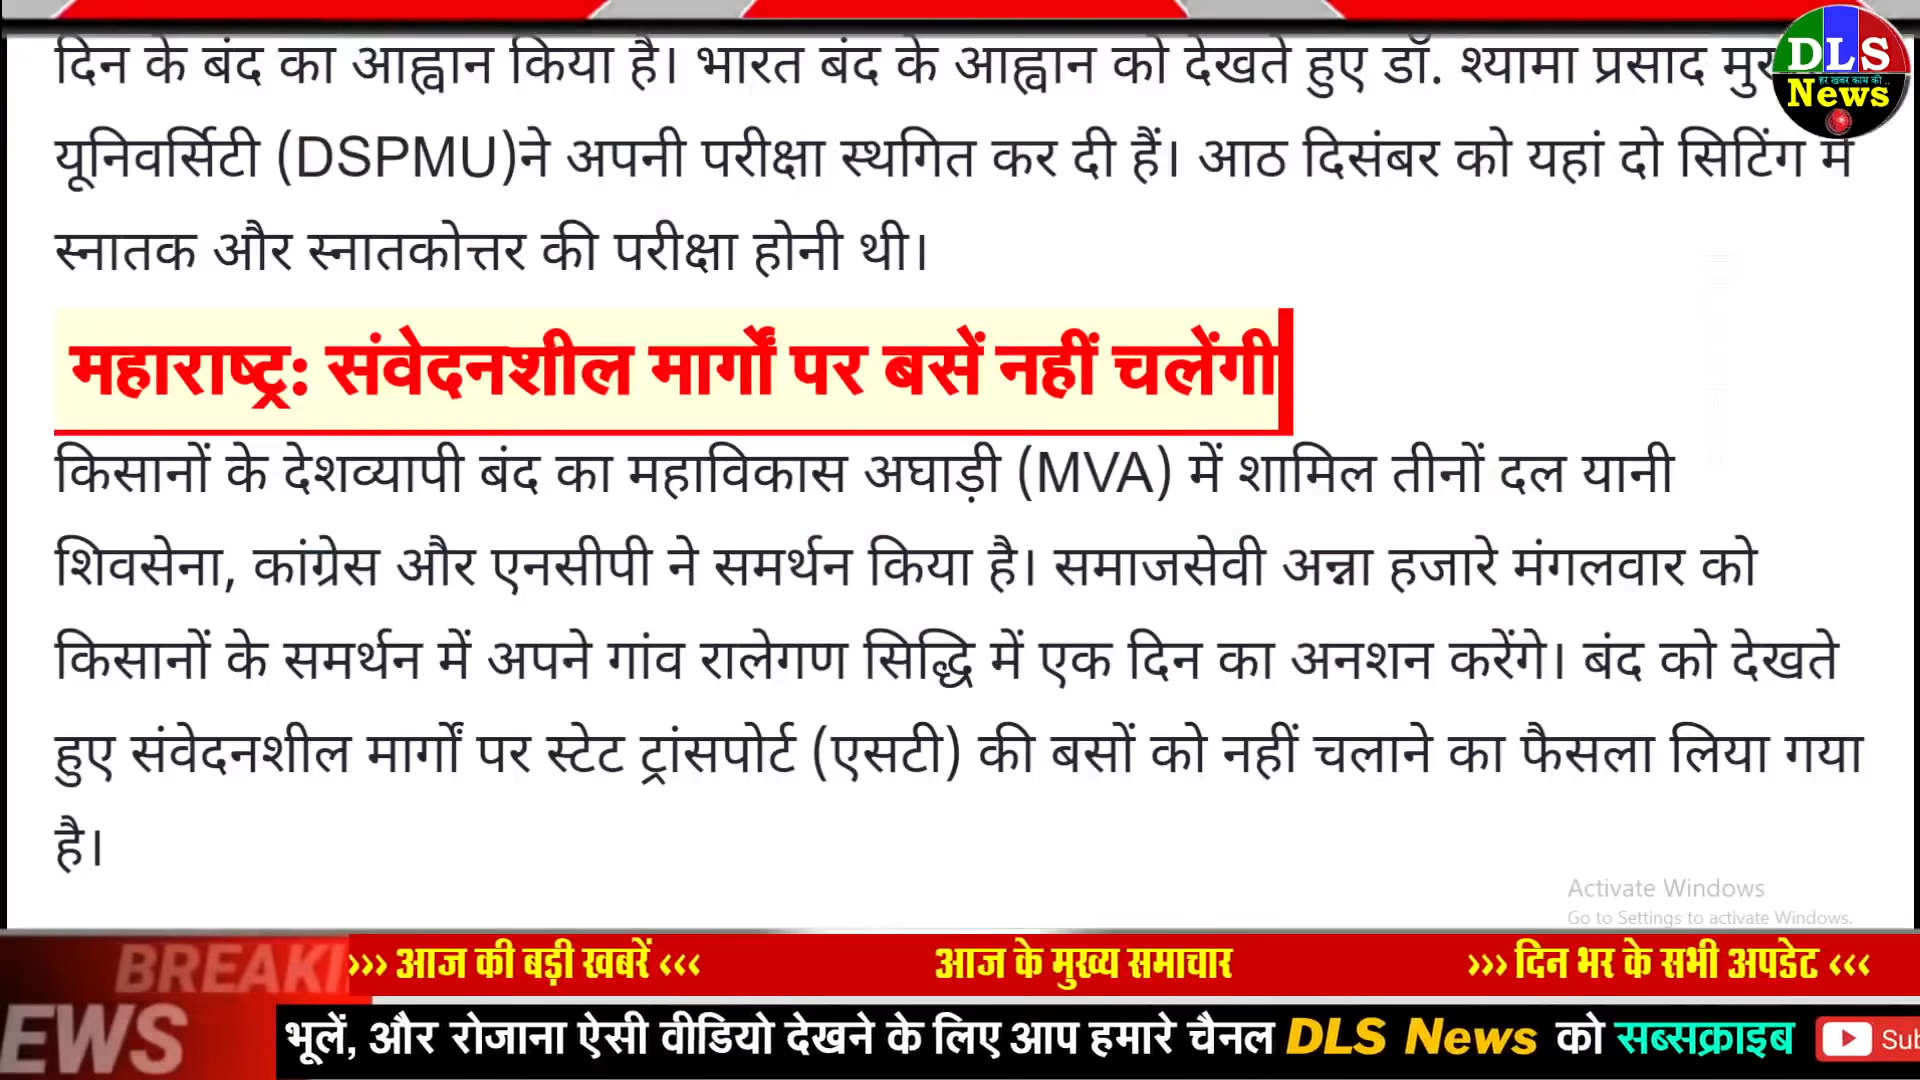 दिन के बंद का आह्वान किया है। भारत बंद के आह्वान को देखते हुए डॉ. श्यामा प्रसाद
DLS
हर खबर काम की..
News
यूनिवर्सिटी (DSPMU)ने अपनी परीक्षा स्थगित कर दी हैं। आठ दिसंबर को यहां दो सिटिंग में
स्नातक और स्नातकोत्तर की परीक्षा होनी थी।
महाराष्ट्र: संवेदनशील मार्गों पर बसें नहीं चलेंगी
किसानों के देशव्यापी बंद का महाविकास अघाड़ी (MVA) में शामिल तीनों दल यानी
शिवसेना, कांग्रेस और एनसीपी ने समर्थन किया है। समाजसेवी अन्ना हजारे मंगलवार को
किसानों के समर्थन में अपने गांव रालेगण सिद्धि में एक दिन का अनशन करेंगे। बंद को देखते
हुए संवेदनशील मार्गों पर स्टेट ट्रांसपोर्ट (एसटी) की बसों को नहीं चलाने का फैसला लिया गया
है।
Activate Windows
Go to Settings to activate Windows.
BREAKI
>>> आज की बड़ी खबरें <<< आज के मुख्य समाचार >>> दिन भर के सभी अपडेट <<<
EWS
भूलें, और रोजाना ऐसी वीडियो देखने के लिए आप हमारे चैनल DLS News को सब्सक्राइब Sub